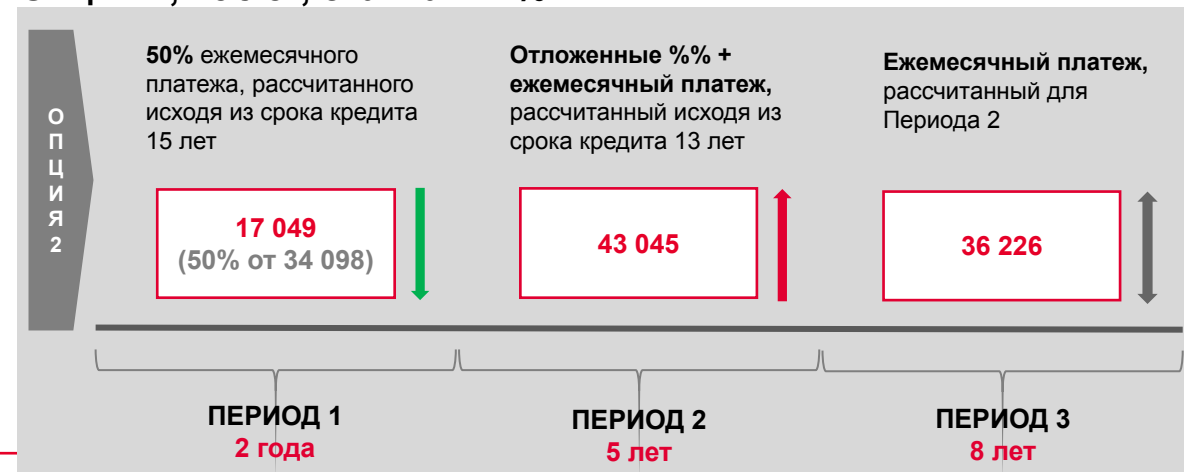 О
П
Ц
И
Я
2
50% ежемесячного
платежа, рассчитанного
исходя из срока кредита
15 лет
17 049
(50% от 34 098)
Отложенные %% +
ежемесячный платеж,
рассчитанный исходя из
срока кредита 13 лет
43 045
Ежемесячный платеж,
рассчитанный для
Периода 2
36 226
ПЕРИОД 1
2 года
ПЕРИОД 2
5 лет
ПЕРИОД 3
8 лет